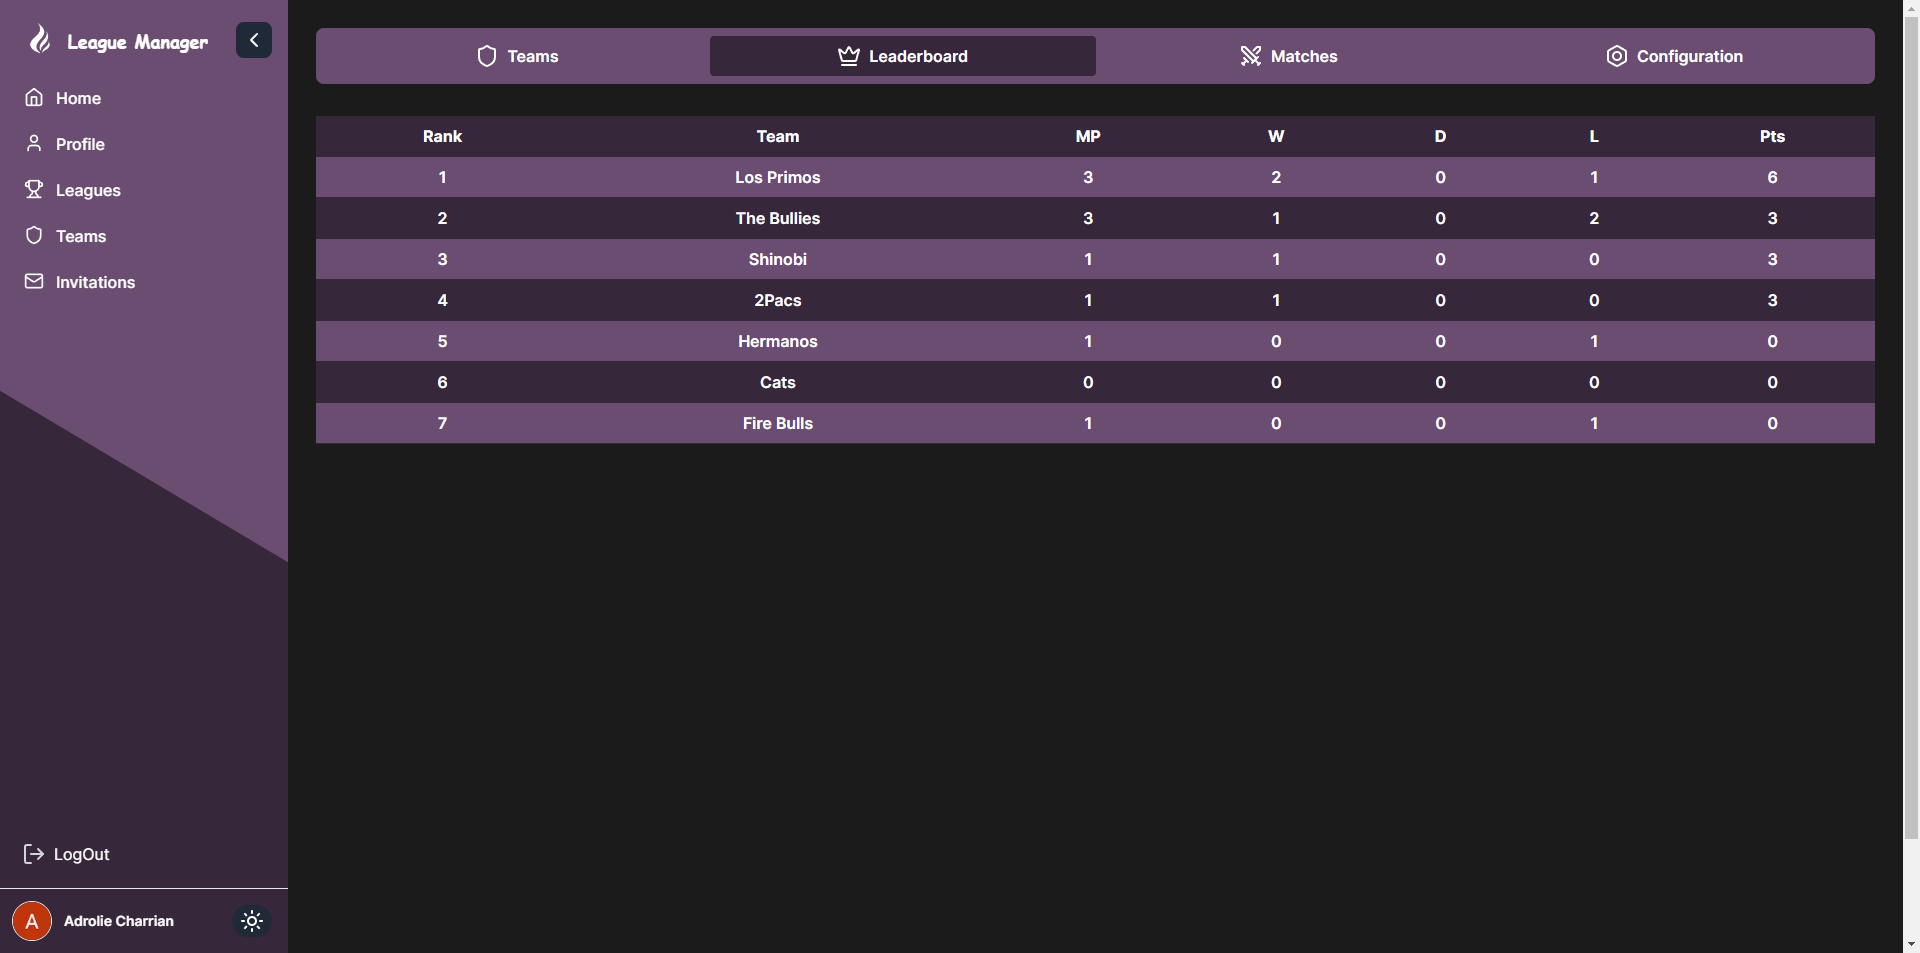 League Manager
Home
Profile
Leagues
Teams
Invitations
LogOut
A Adrolie Charrian
Teams Leaderboard Matches Configuration
Rank Team MP W D L Pts
1 Los Primos 3 2 0 1 6
2 The Bullies 3 1 0 2 3
3 Shinobi 1 1 0 0 3
4 2Pacs 1 1 0 0 3
5 Hermanos 1 0 0 1 0
6 Cats 0 0 0 0 0
7 Fire Bulls 1 0 0 1 0